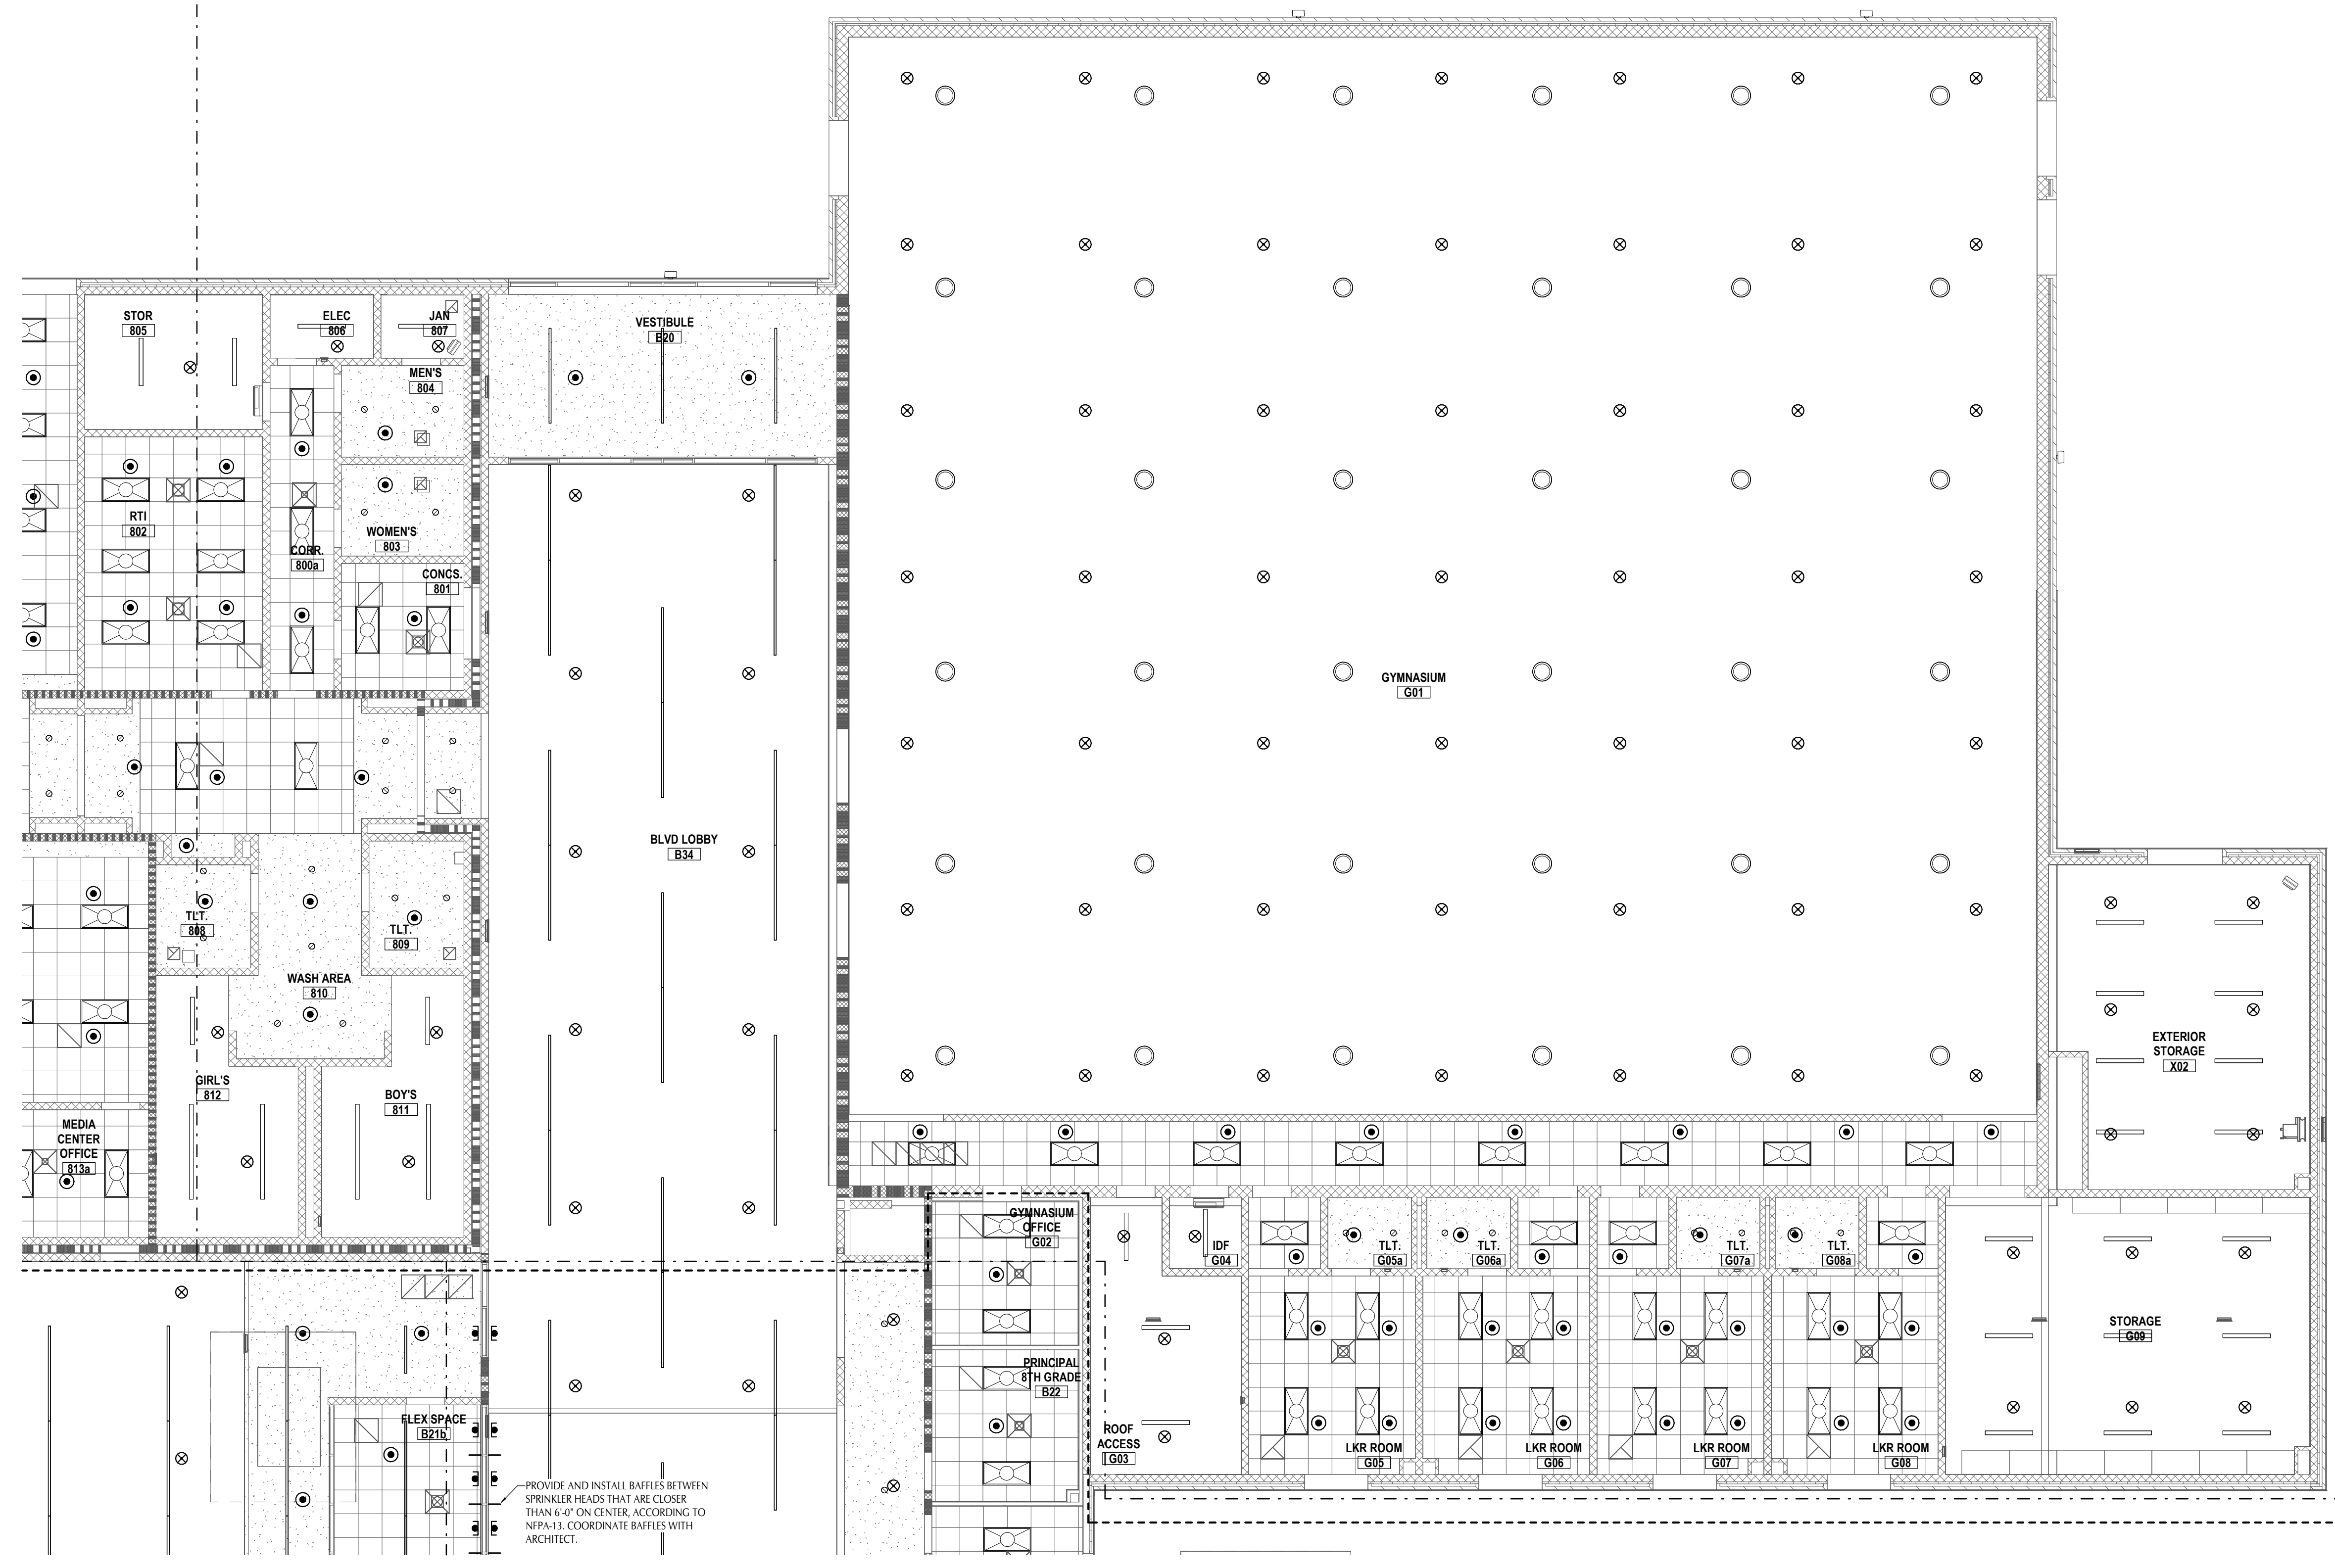 STOR
805
ELEC
806
JAN
807
VESTIBULE
B20
MEN'S
804
RTI
802
WOMEN'S
803
CORR.
800a
CONCS.
801
GYMNASIUM
G01
BLVD LOBBY
B34
TLT.
808
TLT.
809
WASH AREA
810
EXTERIOR
STORAGE
X02
GIRL'S
812
BOY'S
811
MEDIA
CENTER
OFFICE
813a
GYMNASIUM
OFFICE
G02
IDF
G04
TLT.
G05a
TLT.
G06a
TLT.
G07a
TLT.
G08a
STORAGE
G09
PRINCIPAL
8TH GRADE
B22
FLEX SPACE
B21b
ROOF
ACCESS
G03
LKR ROOM
G05
LKR ROOM
G06
LKR ROOM
G07
LKR ROOM
G08
PROVIDE AND INSTALL BAFFLES BETWEEN
SPRINKLER HEADS THAT ARE CLOSER
THAN 6'-0" ON CENTER, ACCORDING TO
NFPA-13. COORDINATE BAFFLES WITH
ARCHITECT.